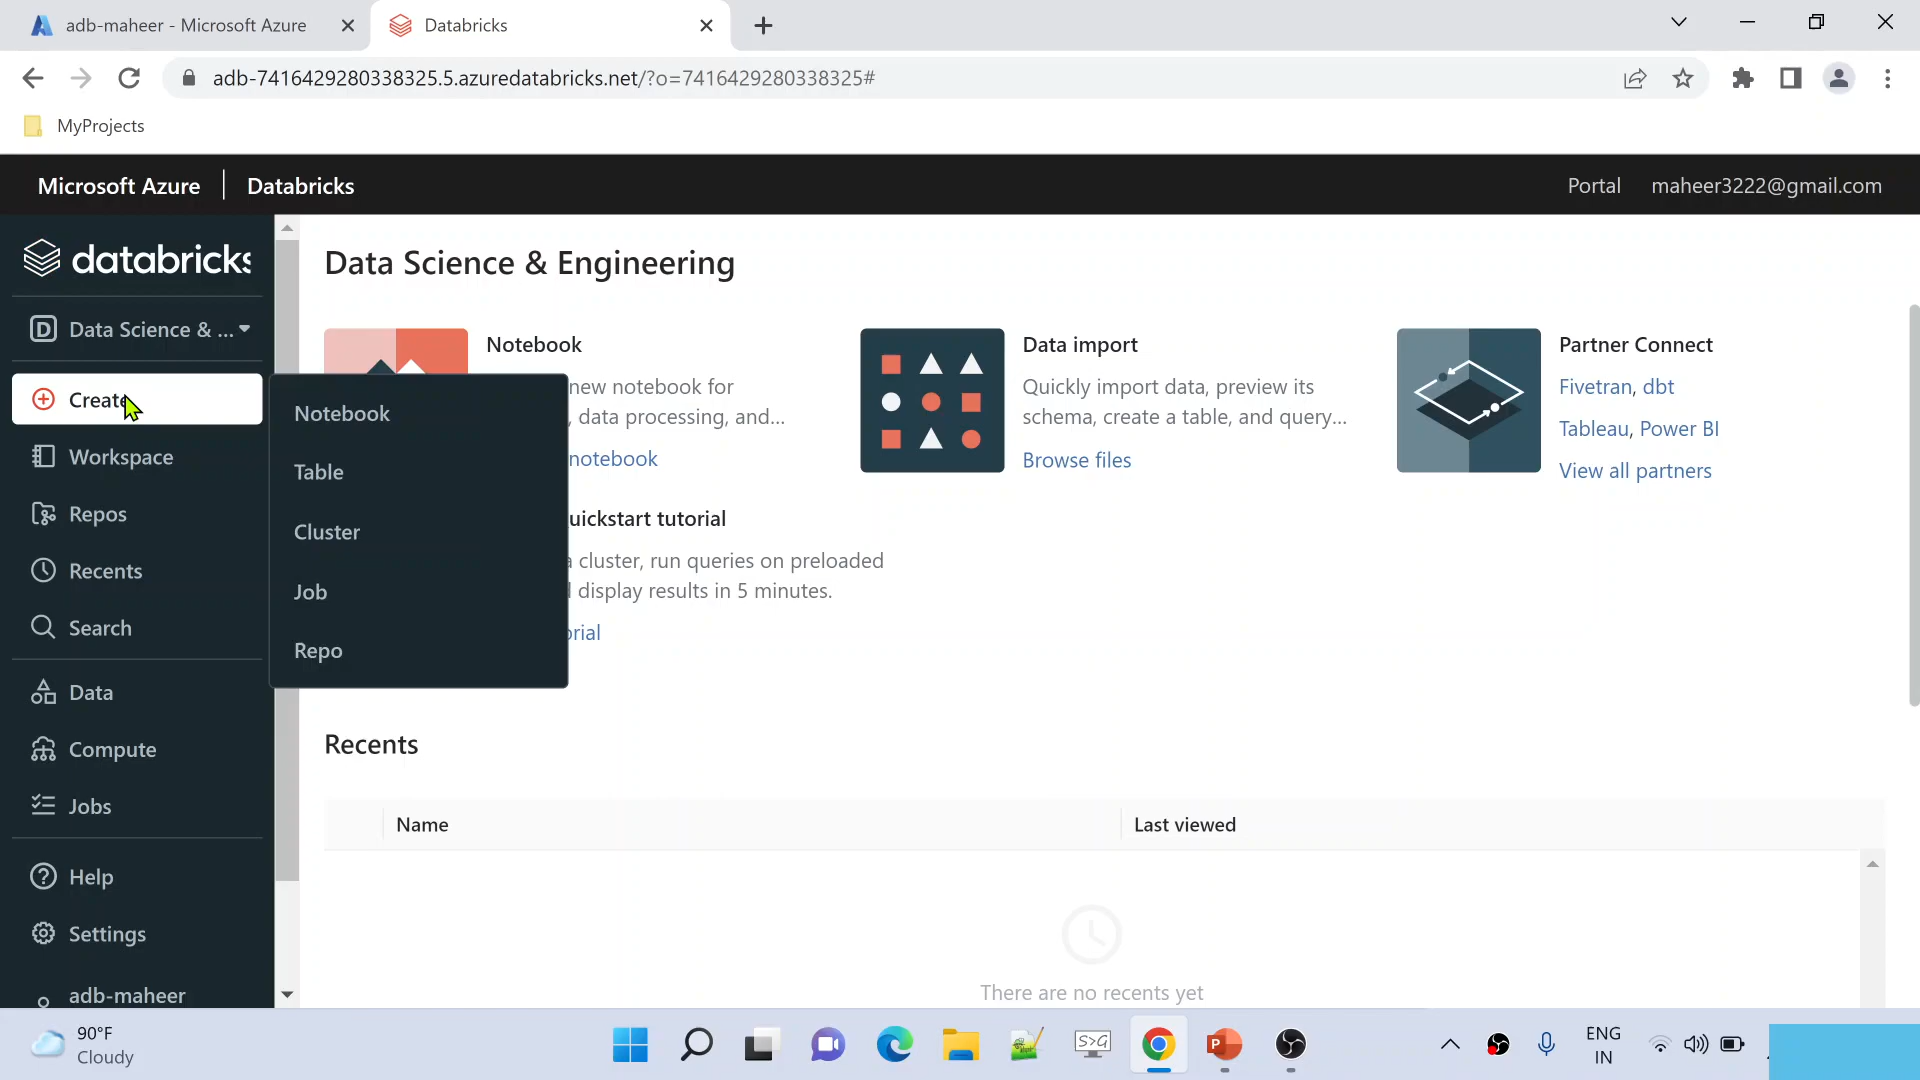 adb-maheer - Microsoft Azure
Databricks
adb-7416429280338325.5.azuredatabricks.net/?o=7416429280338325#
MyProjects
Microsoft Azure
Databricks
Portal
maheer3222@gmail.com
databricks
Data Science & ...
Create
Workspace
Repos
Recents
Search
Data
Compute
Jobs
Help
Settings
adb-maheer
Notebook
Table
Cluster
Job
Repo
Data Science & Engineering
Notebook
new notebook for
, data processing, and...
notebook
Data import
Quickly import data, preview its
schema, create a table, and query...
Browse files
Partner Connect
Fivetran, dbt
Tableau, Power BI
View all partners
uickstart tutorial
a cluster, run queries on preloaded
display results in 5 minutes.
orial
Recents
Name
Last viewed
There are no recents yet
90°F
Cloudy
S>G
P
ENG
IN